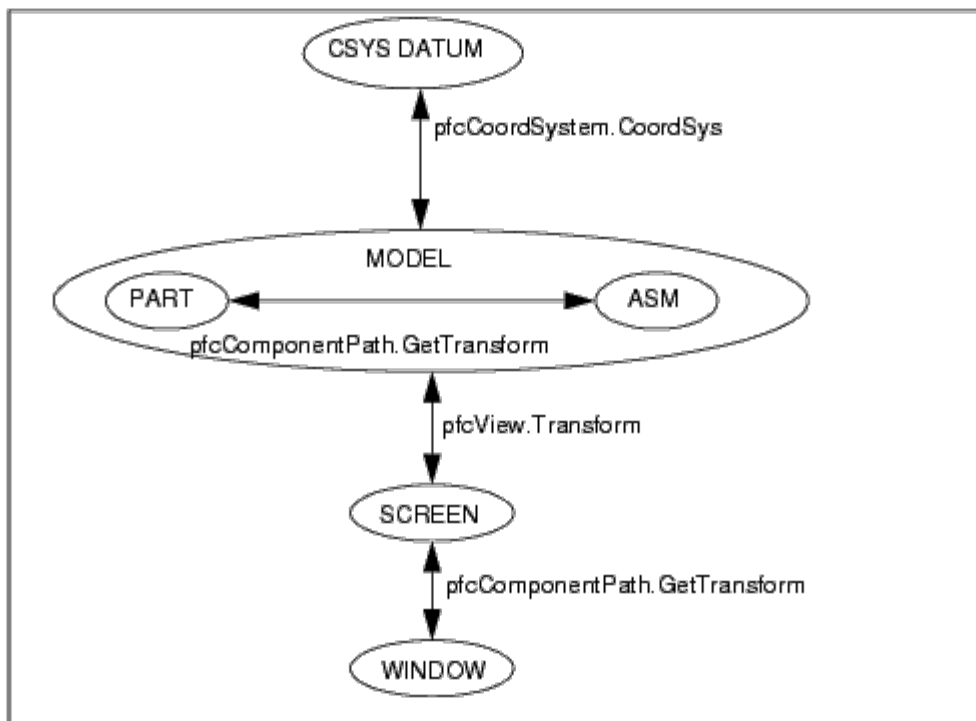 CSYS DATUM
pfcCoordSystem.CoordSys
MODEL
PART
ASM
pfcComponentPath.GetTransform
pfcView.Transform
SCREEN
pfcComponentPath.GetTransform
WINDOW